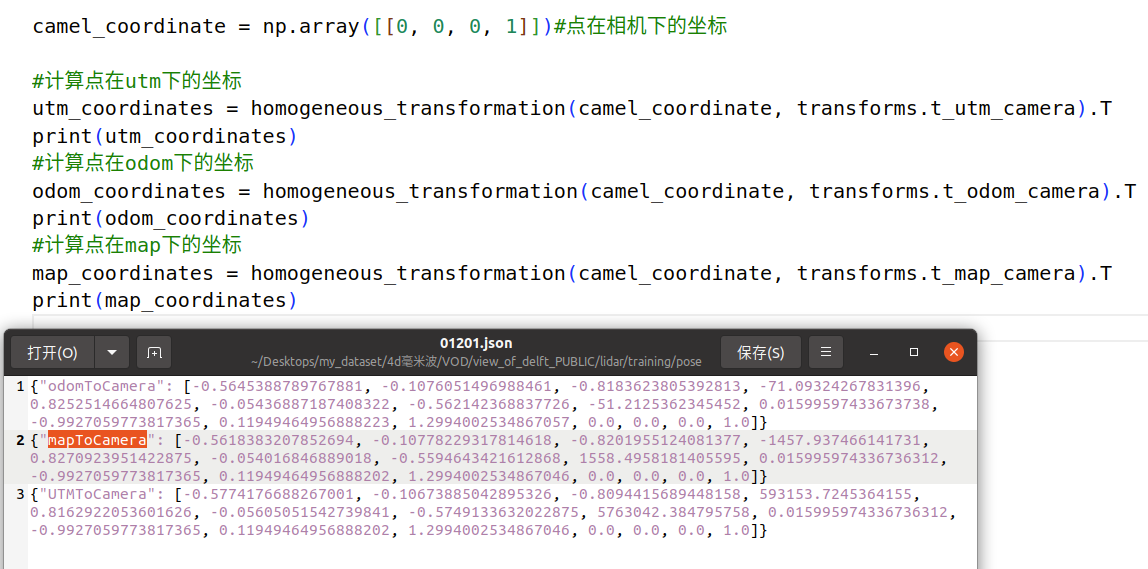 camel_coordinate = np.array([[0, 0, 0, 1]])#点在相机下的坐标
#计算点在utm下的坐标
utm_coordinates = homogeneous_transformation(camel_coordinate, transforms.t_utm_camera).T
print(utm_coordinates)
#计算点在odom下的坐标
odom_coordinates = homogeneous_transformation(camel_coordinate, transforms.t_odom_camera).T
print(odom_coordinates)
#计算点在map下的坐标
map_coordinates = homogeneous_transformation(camel_coordinate, transforms.t_map_camera).T
print(map_coordinates)
打开(O)
01201.json
~/Desktops/my_dataset/4d毫米波/VOD/view_of_delft_PUBLIC/lidar/training/pose
保存(S)
1 {"odomToCamera": [-0.5645388789767881, -0.1076051496988461, -0.8183623805392813, -71.09324267831396,
0.8252514664807625, -0.05436887187408322, -0.562142368837726, -51.2125362345452, 0.01599597433673738,
-0.9927059773817365, 0.11949464956888223, 1.2994002534867057, 0.0, 0.0, 0.0, 1.0]}
2 {"mapToCamera": [-0.5618383207852694, -0.10778229317814618, -0.8201955124081377, -1457.937466141731,
0.8270923951422875, -0.054016846889018, -0.5594643421612868, 1558.4958181405595, 0.015995974336736312,
-0.9927059773817365, 0.11949464956888202, 1.2994002534867046, 0.0, 0.0, 0.0, 1.0]}
3 {"UTMToCamera": [-0.5774176688267001, -0.10673885042895326, -0.8094415689448158, 593153.7245364155,
0.8162922053601626, -0.05605051542739841, -0.5749133632022875, 5763042.384795758, 0.015995974336736312,
-0.9927059773817365, 0.11949464956888202, 1.2994002534867046, 0.0, 0.0, 0.0, 1.0]}